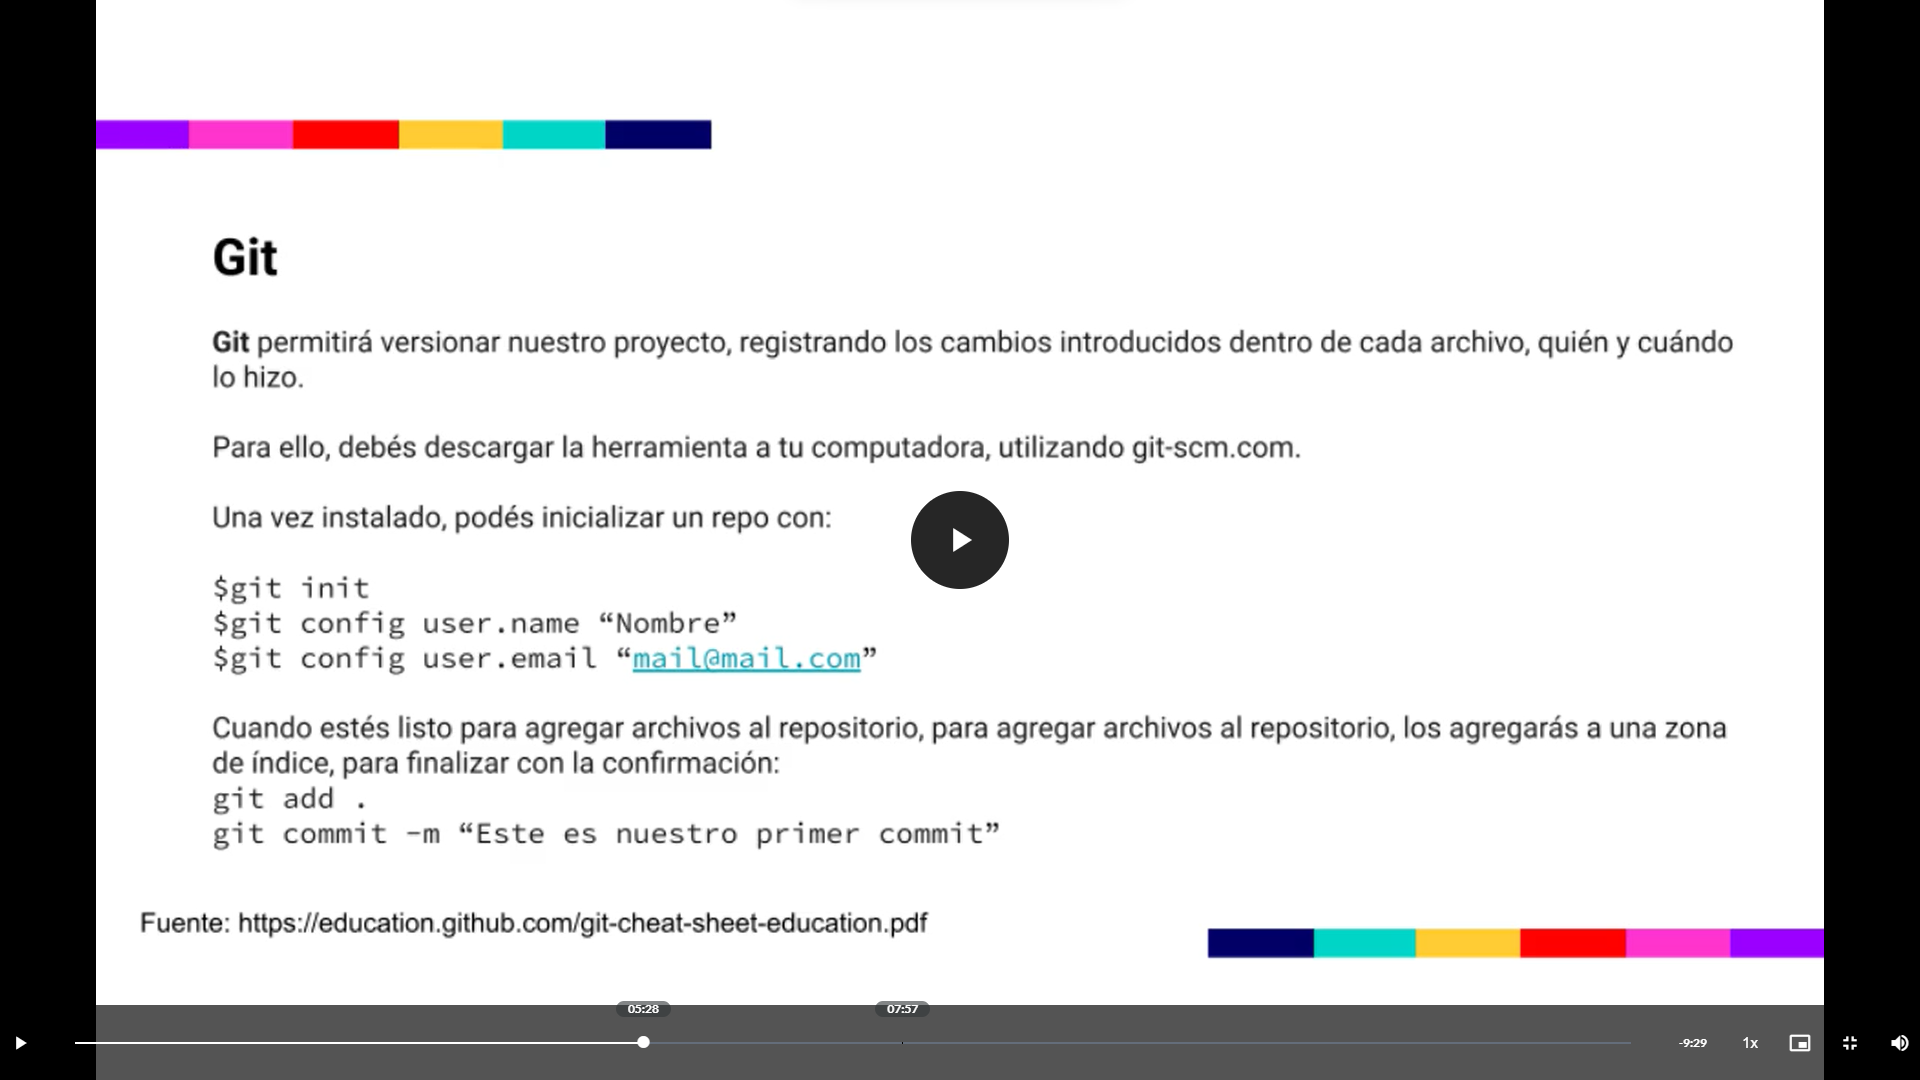 Git
Git permitirá versionar nuestro proyecto, registrando los cambios introducidos dentro de cada archivo, quién y cuándo
lo hizo.
Para ello, debés descargar la herramienta a tu computadora, utilizando git-scm.com.
Una vez instalado, podés inicializar un repo con:
$git init
$git config user.name “Nombre”
$git config user.email “mail@mail.com”
Cuando estés listo para agregar archivos al repositorio, para agregar archivos al repositorio, los agregarás a una zona
de índice, para finalizar con la confirmación:
git add .
git commit -m “Este es nuestro primer commit”
Fuente: https://education.github.com/git-cheat-sheet-education.pdf
05:28 07:57
-9:29 1x